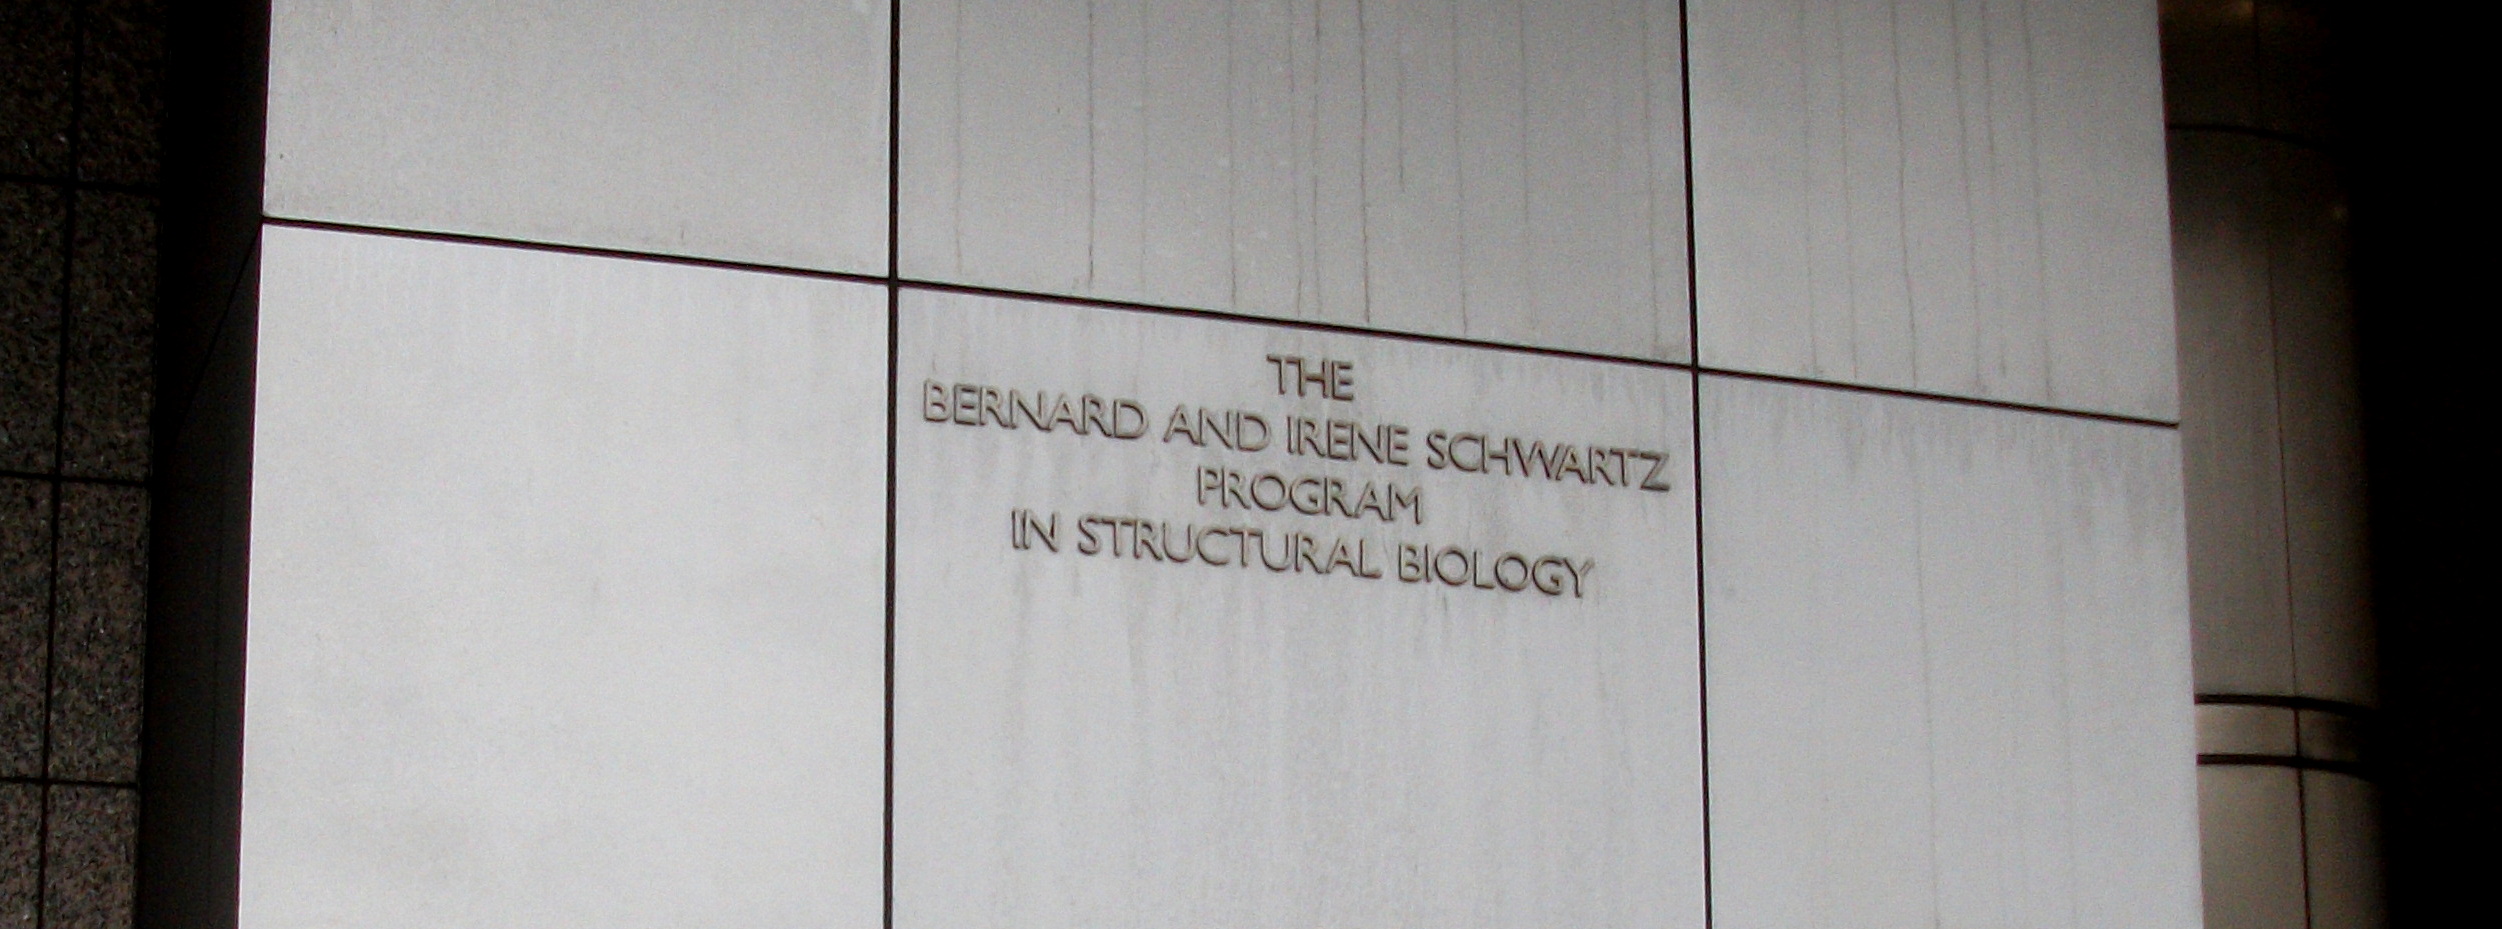 THE
BERNARD AND IRENE SCHWARTZ
PROGRAM
IN STRUCTURAL BIOLOGY